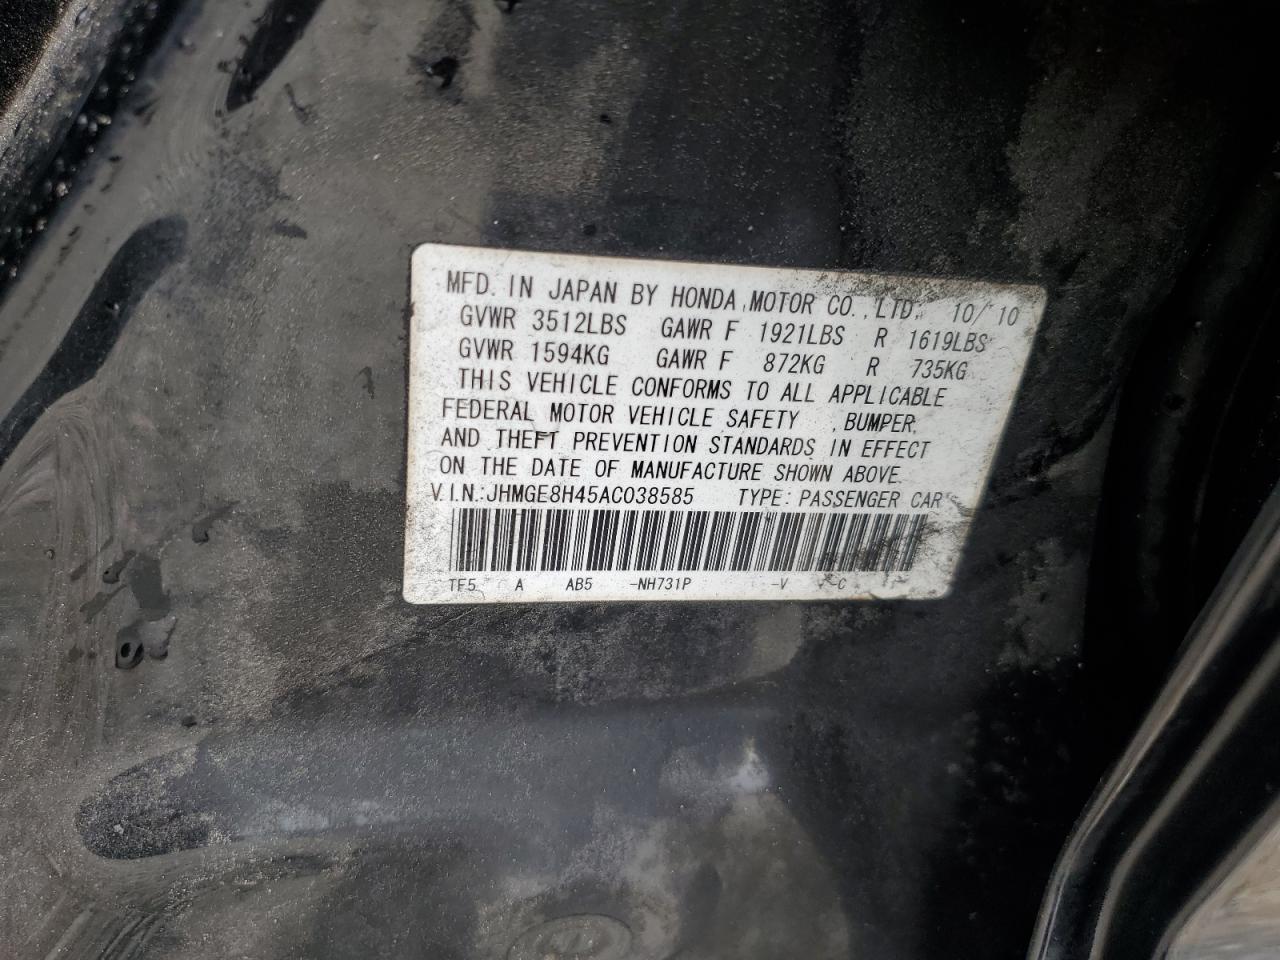 MFD. IN JAPAN BY HONDA MOTOR CO., LTD. 10/10
GVWR 3512LBS GAWR F 1921LBS R 1619LBS
GVWR 1594KG GAWR F 872KG R 735KG
THIS VEHICLE CONFORMS TO ALL APPLICABLE
FEDERAL MOTOR VEHICLE SAFETY , BUMPER,
AND THEFT PREVENTION STANDARDS IN EFFECT
ON THE DATE OF MANUFACTURE SHOWN ABOVE.
V.I.N.:JHMGE8H45AC038585 TYPE:PASSENGER CAR
TF5 A AB5 -NH731P -V -C